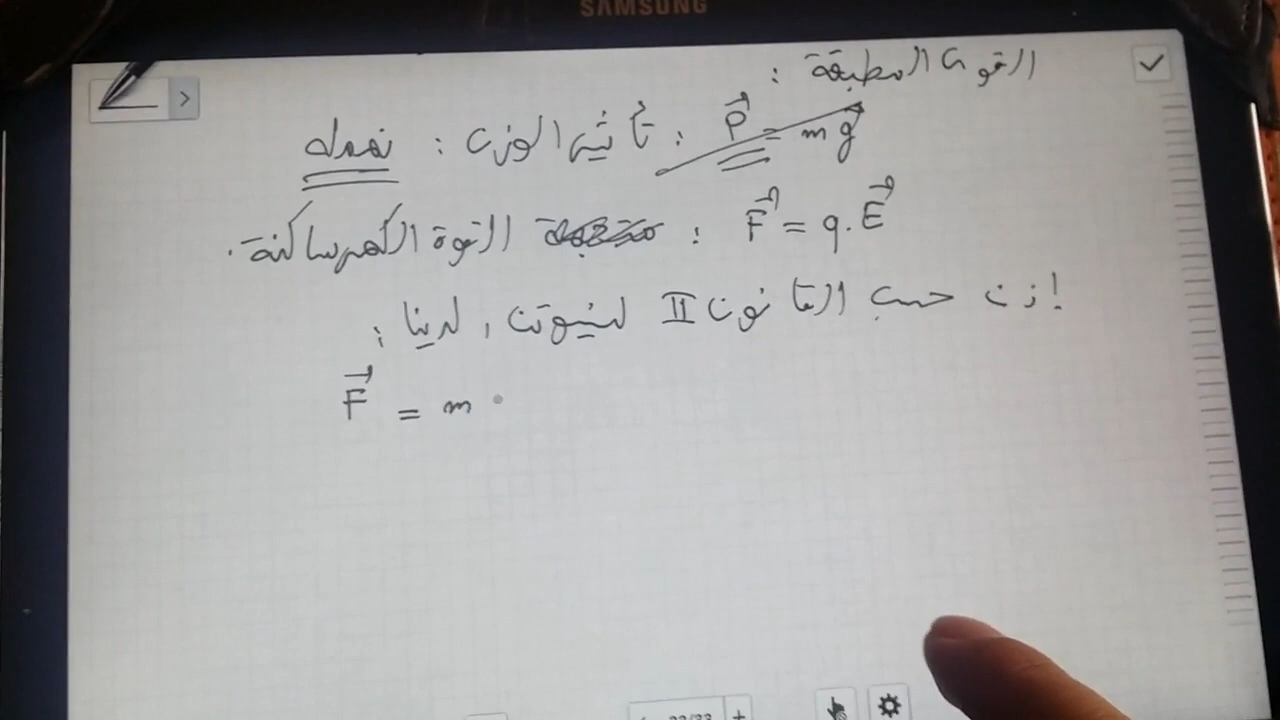 SAMSUNG
القوى المطبقة :
P = mg : تأثير الوزن : نهمله
F = q.E : القوة الكهرساكنة .
إذن حسب القانون II لنيوتن , لدينا :
F = m .